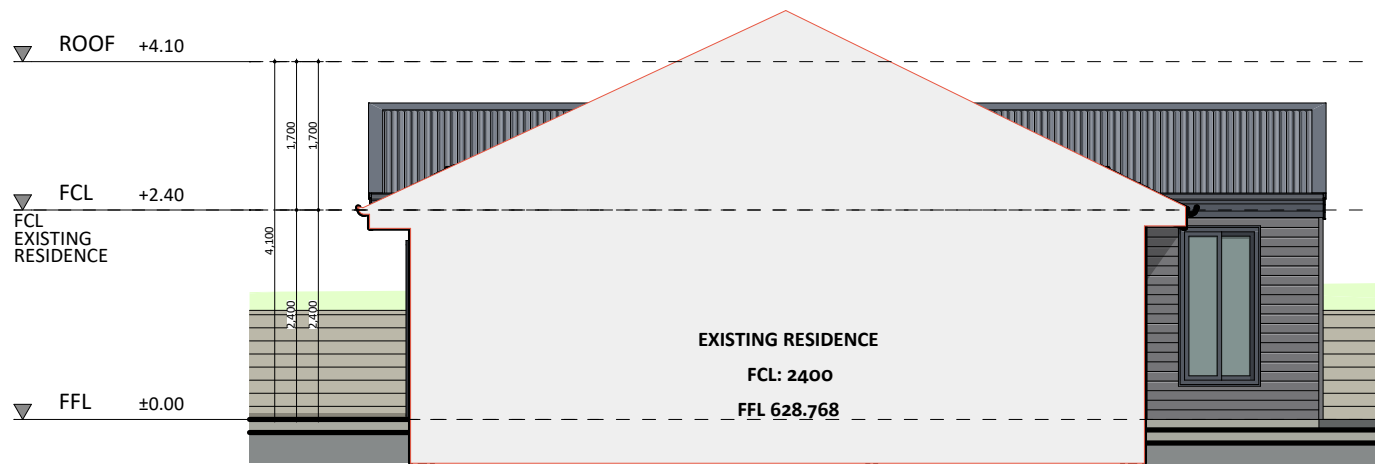 ROOF +4.10
1,700 1,700
FCL +2.40
FCL
EXISTING
RESIDENCE
4,100
2,400 2,400
EXISTING RESIDENCE
FCL: 2400
FFL 628.768
FFL ±0.00